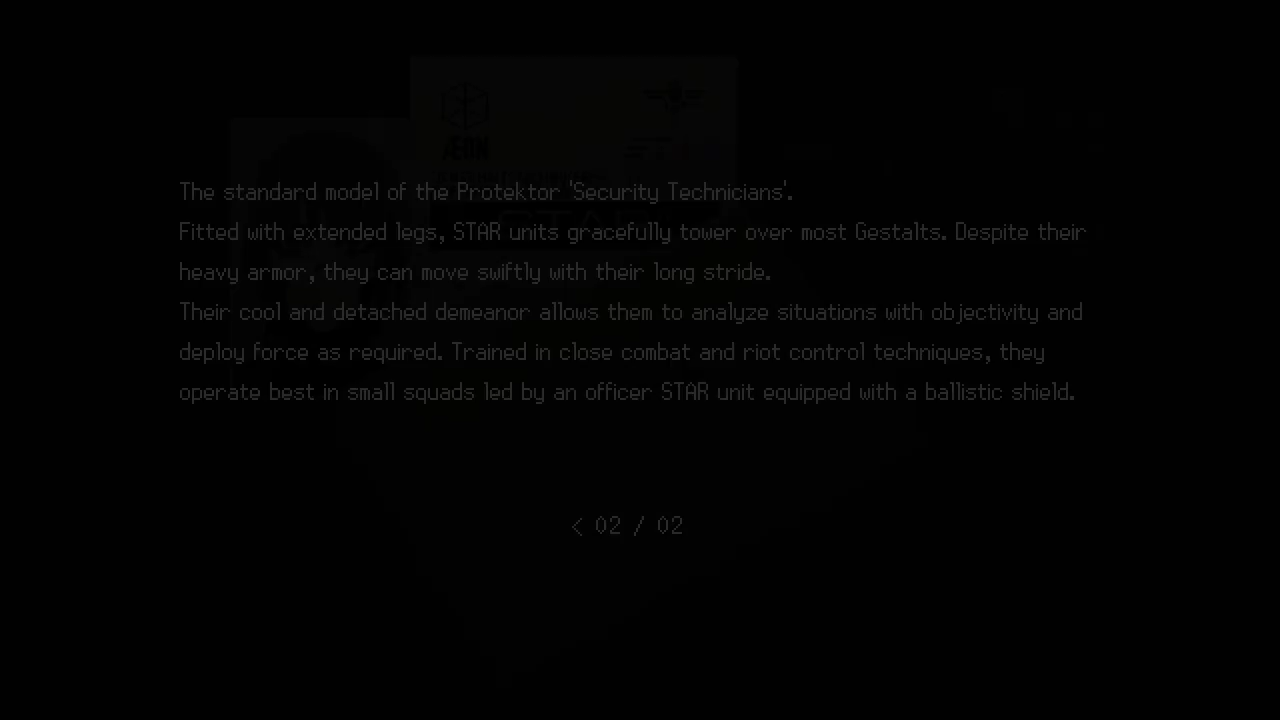 ÆON
The standard model of the Protektor 'Security Technicians'.
Fitted with extended legs, STAR units gracefully tower over most Gestalts. Despite their
heavy armor, they can move swiftly with their long stride.
Their cool and detached demeanor allows them to analyze situations with objectivity and
deploy force as required. Trained in close combat and riot control techniques, they
operate best in small squads led by an officer STAR unit equipped with a ballistic shield.
< 02 / 02